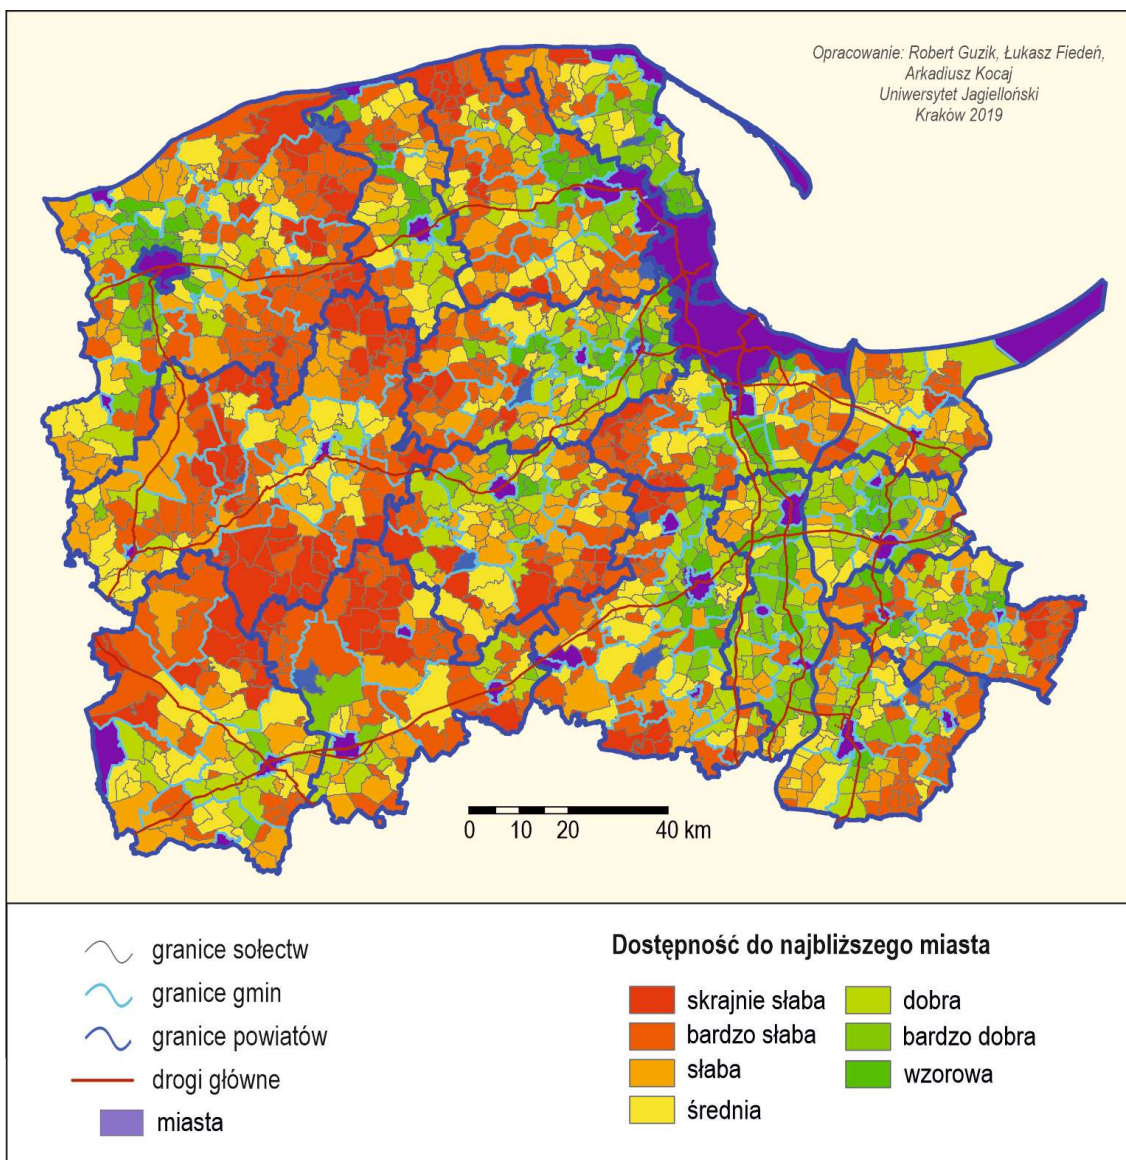 Opracowanie: Robert Guzik, Łukasz Fiedeń,
Arkadiusz Kocaj
Uniwersytet Jagielloński
Kraków 2019
0 10 20 40 km
granice sołectw
granice gmin
granice powiatów
drogi główne
miasta
Dostępność do najbliższego miasta
skrajnie słaba
bardzo słaba
słaba
średnia
dobra
bardzo dobra
wzorowa